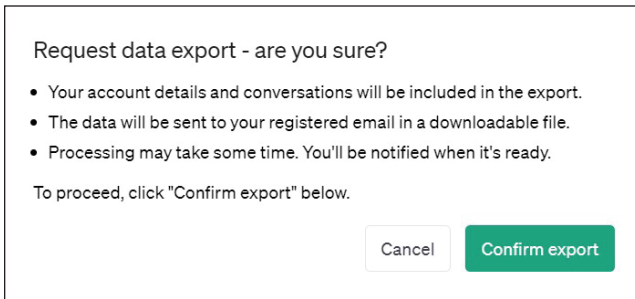 Request data export - are you sure?
• Your account details and conversations will be included in the export.
• The data will be sent to your registered email in a downloadable file.
• Processing may take some time. You'll be notified when it's ready.
To proceed, click "Confirm export" below.
Cancel Confirm export